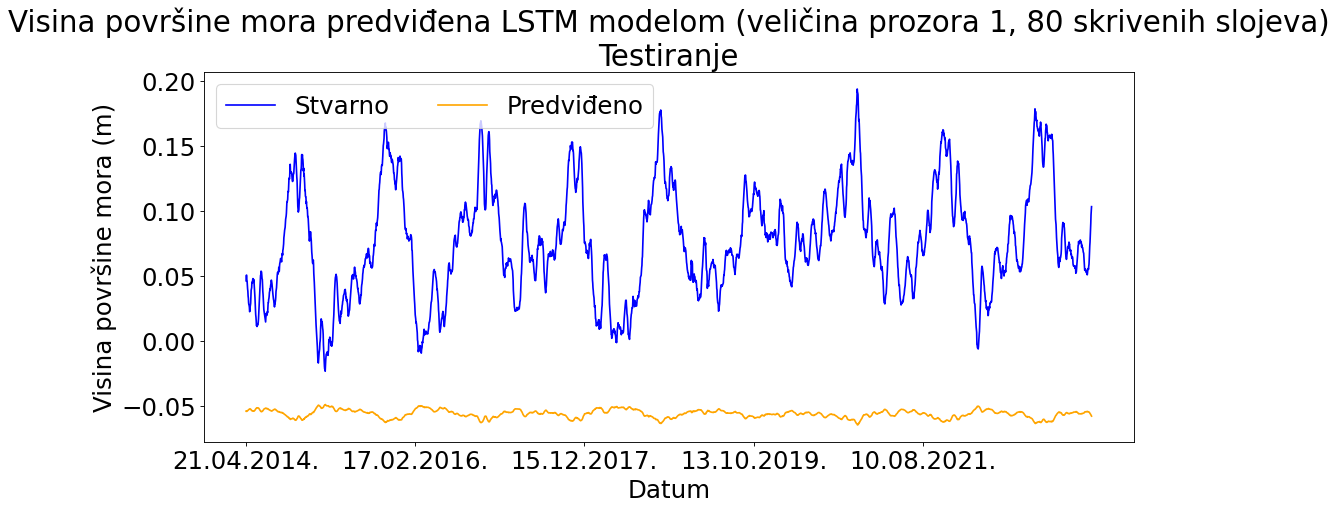 Visina površine mora predviđena LSTM modelom (veličina prozora 1, 80 skrivenih slojeva)
Testiranje
Stvarno
Predviđeno
Visina površine mora (m)
0.20
0.15
0.10
0.05
0.00
−0.05
21.04.2014.
17.02.2016.
15.12.2017.
13.10.2019.
10.08.2021.
Datum